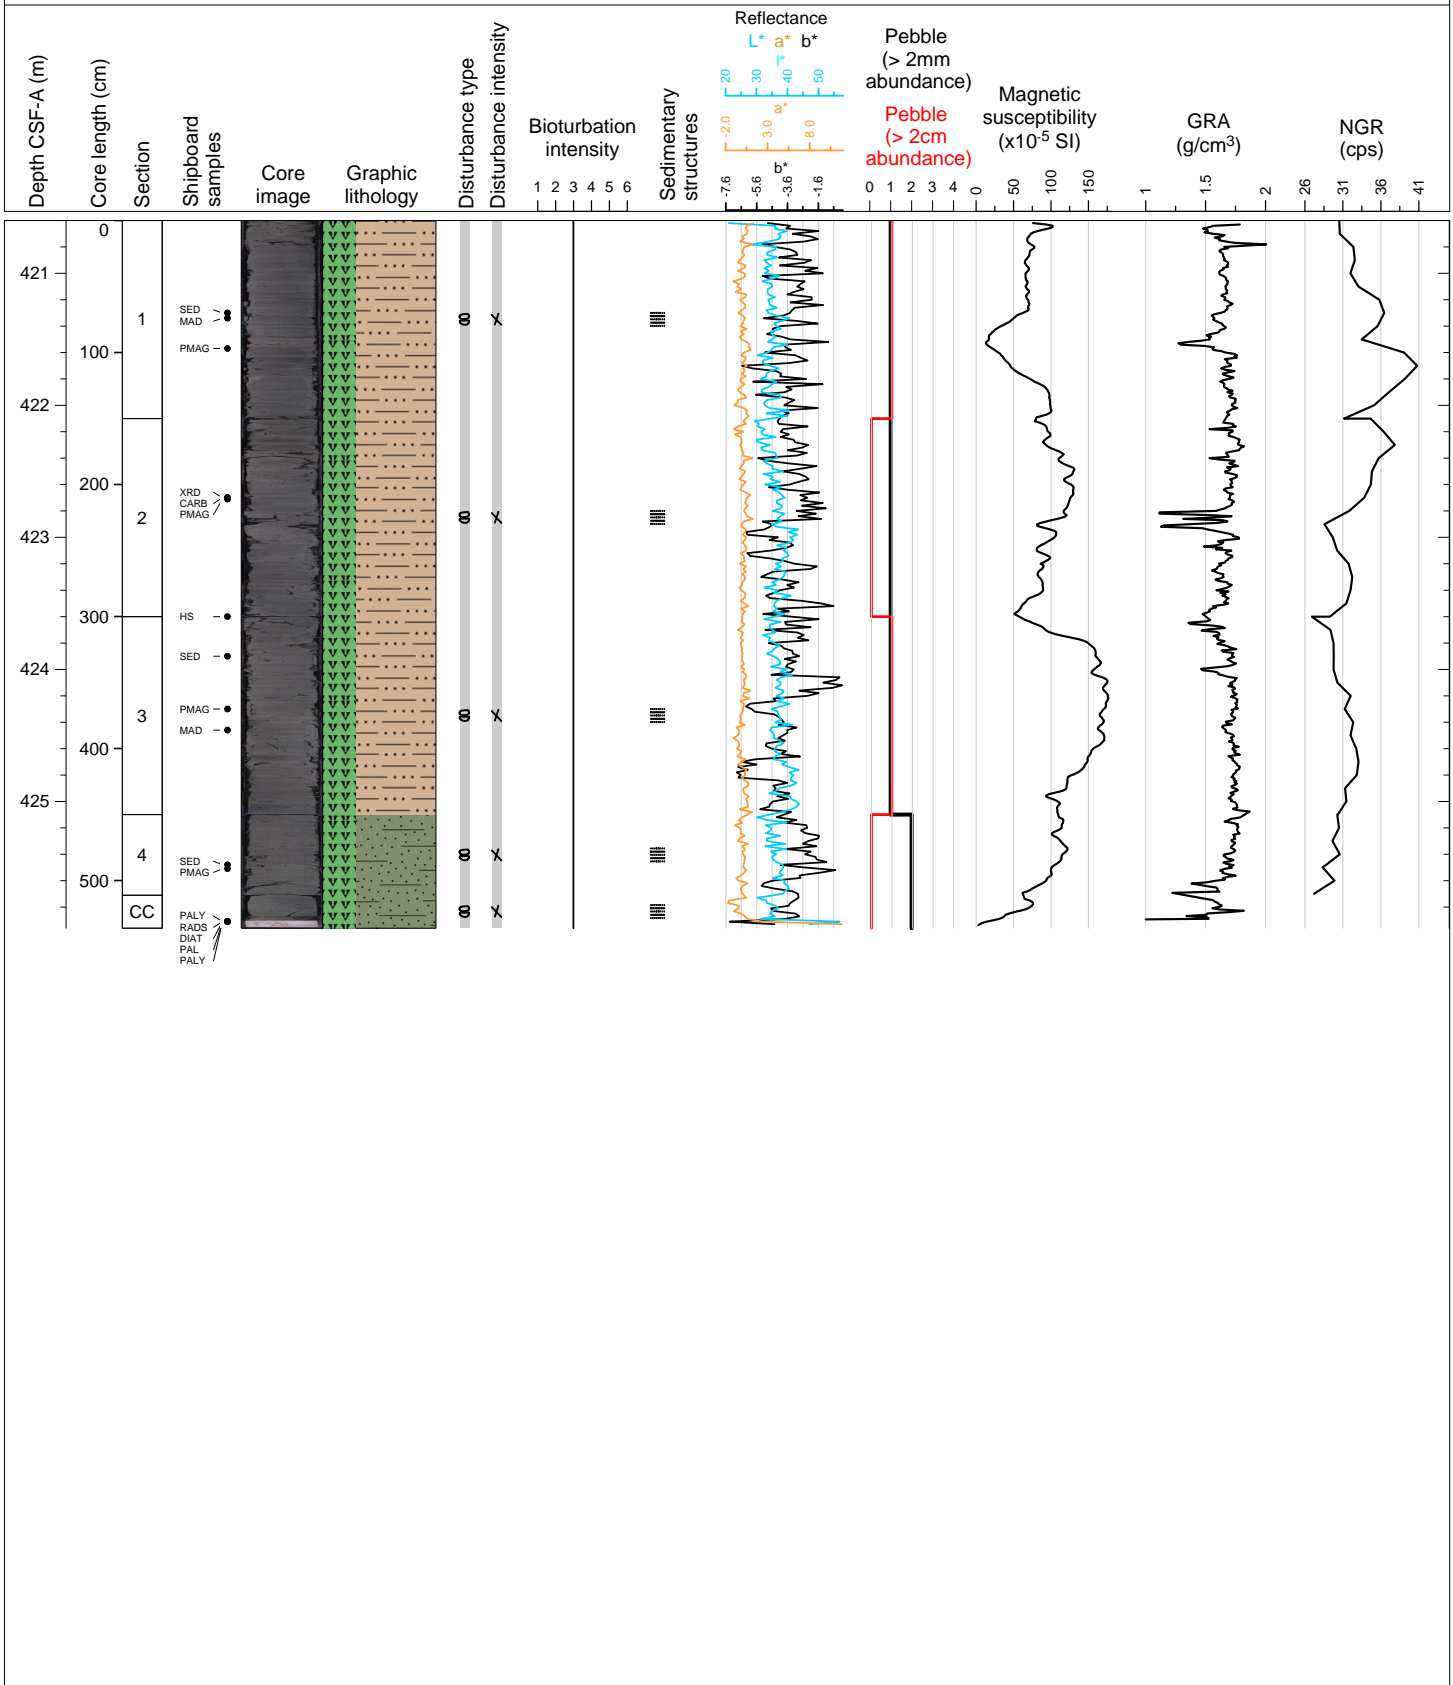 Depth CSF-A (m)
Core length (cm)
Section
Shipboard
samples
Core
image
Graphic
lithology
Disturbance type
Disturbance intensity
Bioturbation
intensity
1 2 3 4 5 6
Sedimentary
structures
Reflectance
L* a* b*
l*
20 30 40 50
a*
-2.0 3.0 8.0
b*
-7.6 -5.6 -3.6 -1.6
Pebble
(> 2mm
abundance)
Pebble
(> 2cm
abundance)
0 1 2 3 4
Magnetic
susceptibility
(x10-5 SI)
0 50 100 150
GRA
(g/cm3)
1 1.5 2
NGR
(cps)
26 31 36 41
0
421
SED
1
MAD
PMAG
100
422
XRD
200
CARB
PMAG
2
423
HS
300
SED
424
PMAG
3
MAD
400
425
4
SED
PMAG
500
CC
PALY
RADS
DIAT
PAL
PALY